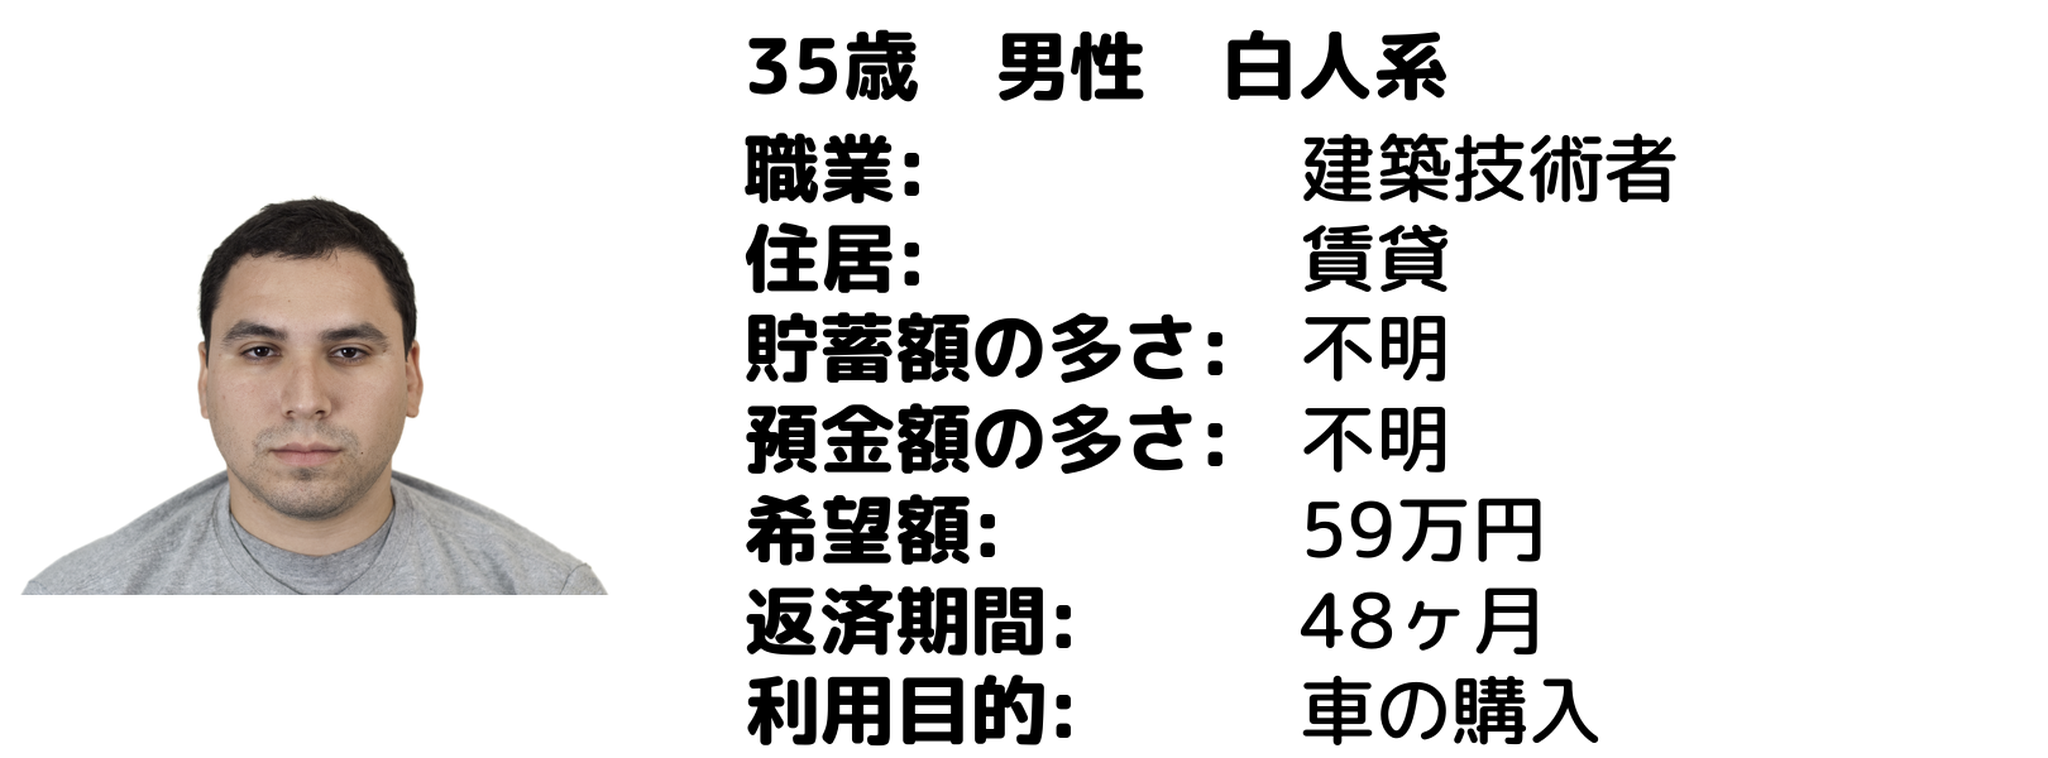 35歳　男性　白人系
職業: 建築技術者
住居: 賃貸
貯蓄額の多さ: 不明
預金額の多さ: 不明
希望額: 59万円
返済期間: 48ヶ月
利用目的: 車の購入